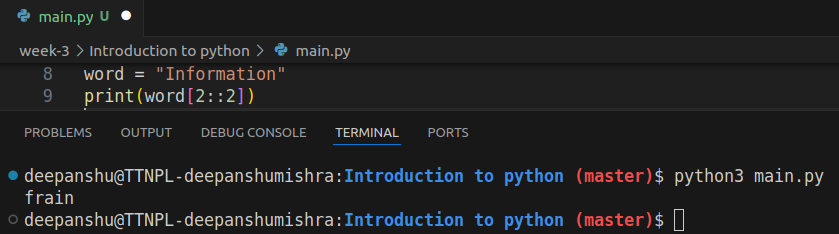 main.py U
week-3 > Introduction to python > main.py
8 word = "Information"
9 print(word[2::2])
PROBLEMS OUTPUT DEBUG CONSOLE TERMINAL PORTS
deepanshu@TTNPL-deepanshumishra:Introduction to python (master)$ python3 main.py
frain
deepanshu@TTNPL-deepanshumishra:Introduction to python (master)$